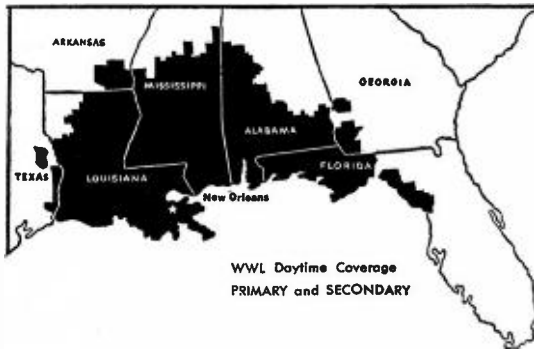 ARKANSAS
MISSISSIPPI
GEORGIA
ALABAMA
TEXAS
LOUISIANA
FLORIDA
New Orleans
WWL Daytime Coverage
PRIMARY and SECONDARY